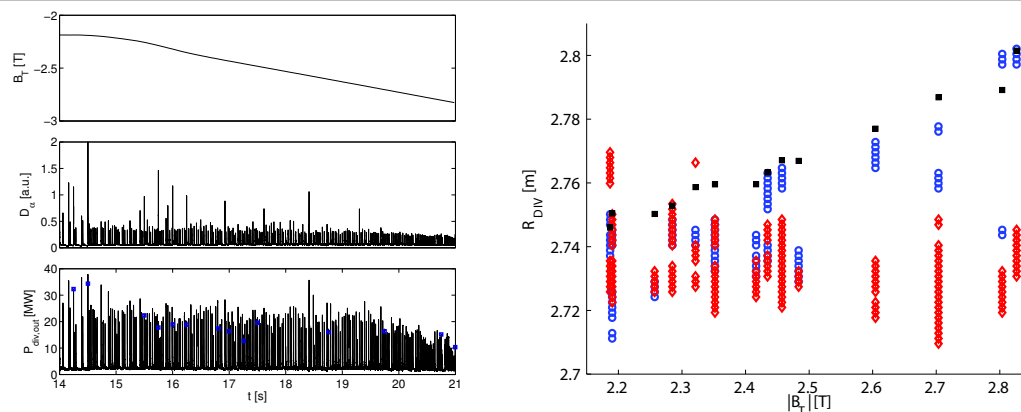 −2
−2.5
−3
B_T [T]
2
1.5
1
0.5
0
D_α [a.u.]
40
30
20
10
0
P_div,out [MW]
14 15 16 17 18 19 20 21
t [s]
2.8
2.78
2.76
2.74
2.72
2.7
R_DIV [m]
2.2 2.3 2.4 2.5 2.6 2.7 2.8
|B_T| [T]